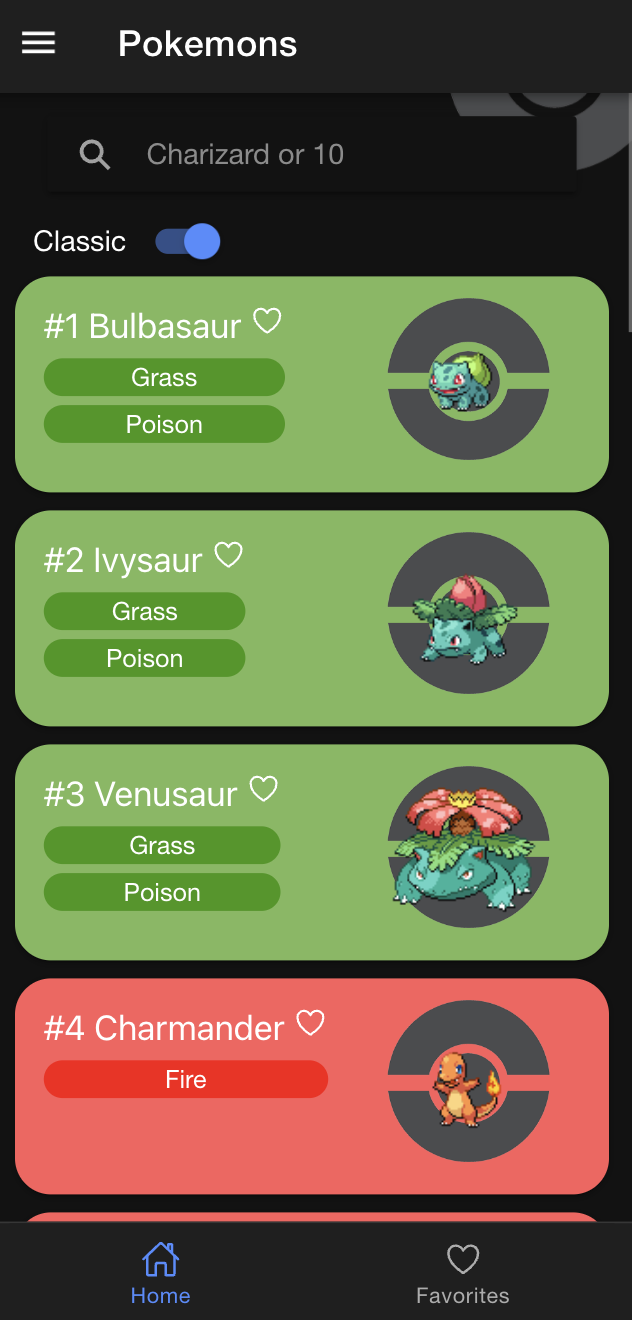 Pokemons
Charizard or 10
Classic
#1 Bulbasaur
Grass
Poison
#2 Ivysaur
Grass
Poison
#3 Venusaur
Grass
Poison
#4 Charmander
Fire
Home
Favorites